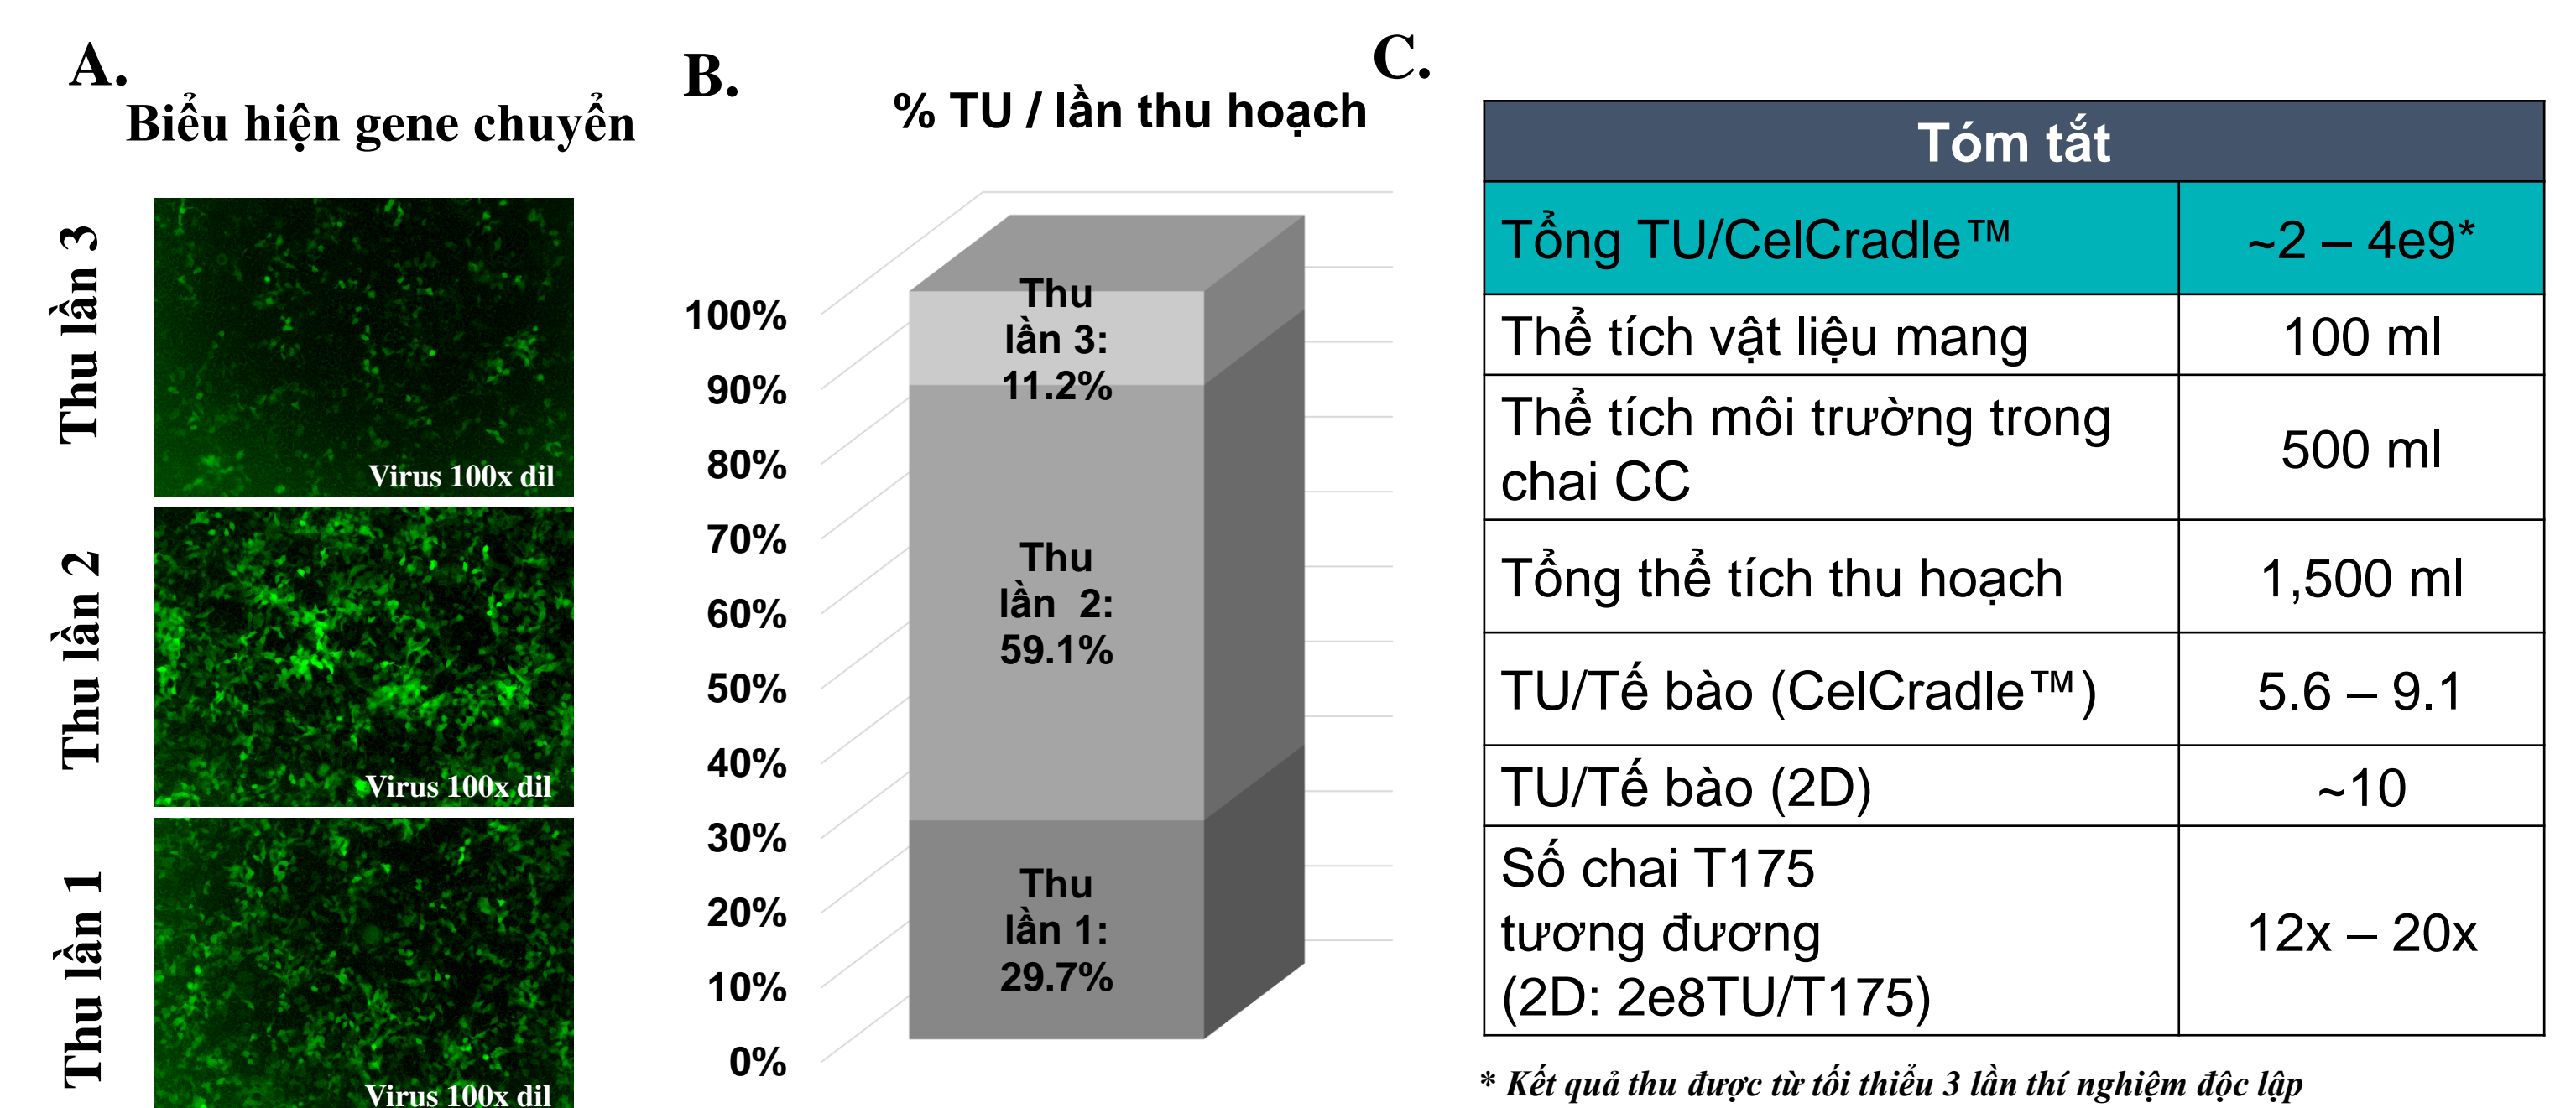 A.
Biểu hiện gene chuyển
Thu lần 3
Virus 100x dil
Thu lần 2
Virus 100x dil
Thu lần 1
Virus 100x dil
B.
% TU / lần thu hoạch
100%
90%
80%
70%
60%
50%
40%
30%
20%
10%
0%
Thu
lần 3:
11.2%
Thu
lần 2:
59.1%
Thu
lần 1:
29.7%
C.
Tóm tắt
Tổng TU/CelCradle™ ~2 – 4e9*
Thể tích vật liệu mang 100 ml
Thể tích môi trường trong
chai CC 500 ml
Tổng thể tích thu hoạch 1,500 ml
TU/Tế bào (CelCradle™) 5.6 – 9.1
TU/Tế bào (2D) ~10
Số chai T175
tương đương
(2D: 2e8TU/T175) 12x – 20x
* Kết quả thu được từ tối thiểu 3 lần thí nghiệm độc lập